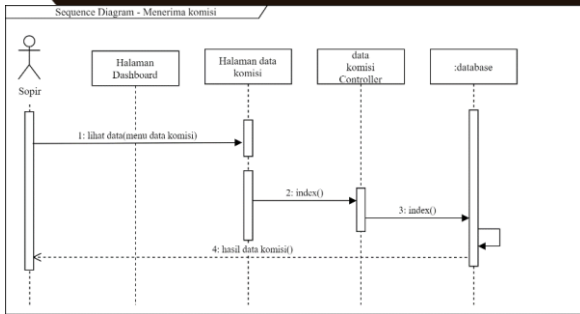 Sequence Diagram - Menerima komisi
Sopir
Halaman
Dashboard
Halaman data
komisi
data
komisi
Controller
:database
1: lihat data(menu data komisi)
2: index()
3: index()
4: hasil data komisi()